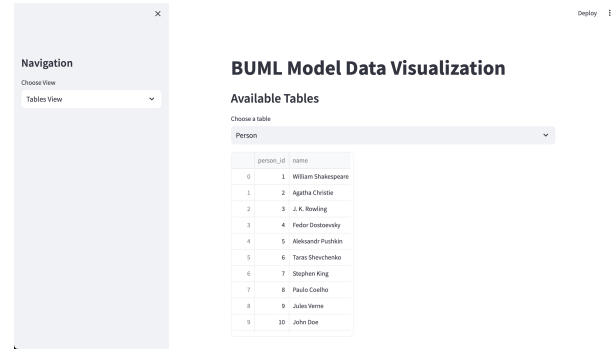 ×
Deploy ⋮
Navigation
Choose View
Tables View
BUML Model Data Visualization
Available Tables
Choose a table
Person
person_id name
0 1 William Shakespeare
1 2 Agatha Christie
2 3 J. K. Rowling
3 4 Fedor Dostoevsky
4 5 Aleksandr Pushkin
5 6 Taras Shevchenko
6 7 Stephen King
7 8 Paulo Coelho
8 9 Jules Verne
9 10 John Doe